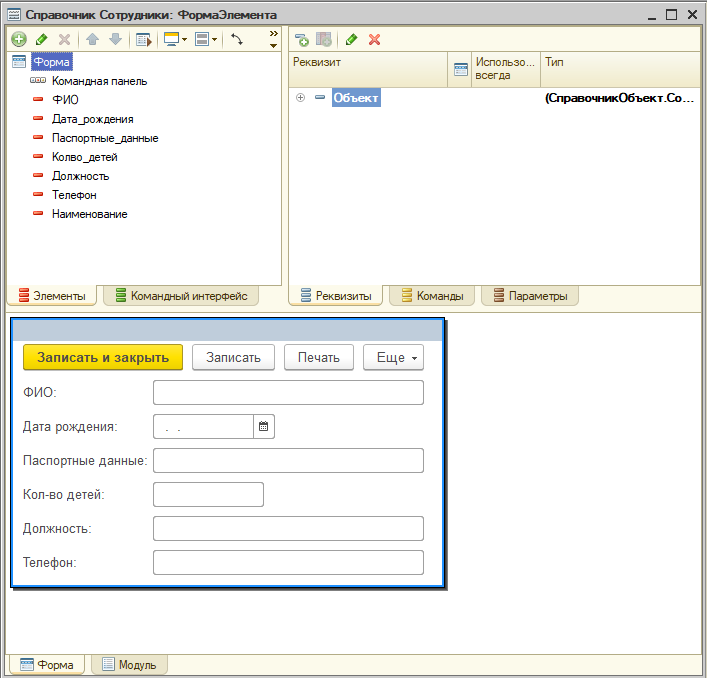 Справочник Сотрудники: ФормаЭлемента
Форма
Командная панель
ФИО
Дата_рождения
Паспортные_данные
Колво_детей
Должность
Телефон
Наименование
Элементы
Командный интерфейс
Реквизит
Использо...
всегда
Тип
Объект
(СправочникОбъект.Со...
Реквизиты
Команды
Параметры
Записать и закрыть
Записать
Печать
Еще
ФИО:
Дата рождения:
. .
Паспортные данные:
Кол-во детей:
Должность:
Телефон:
Форма
Модуль